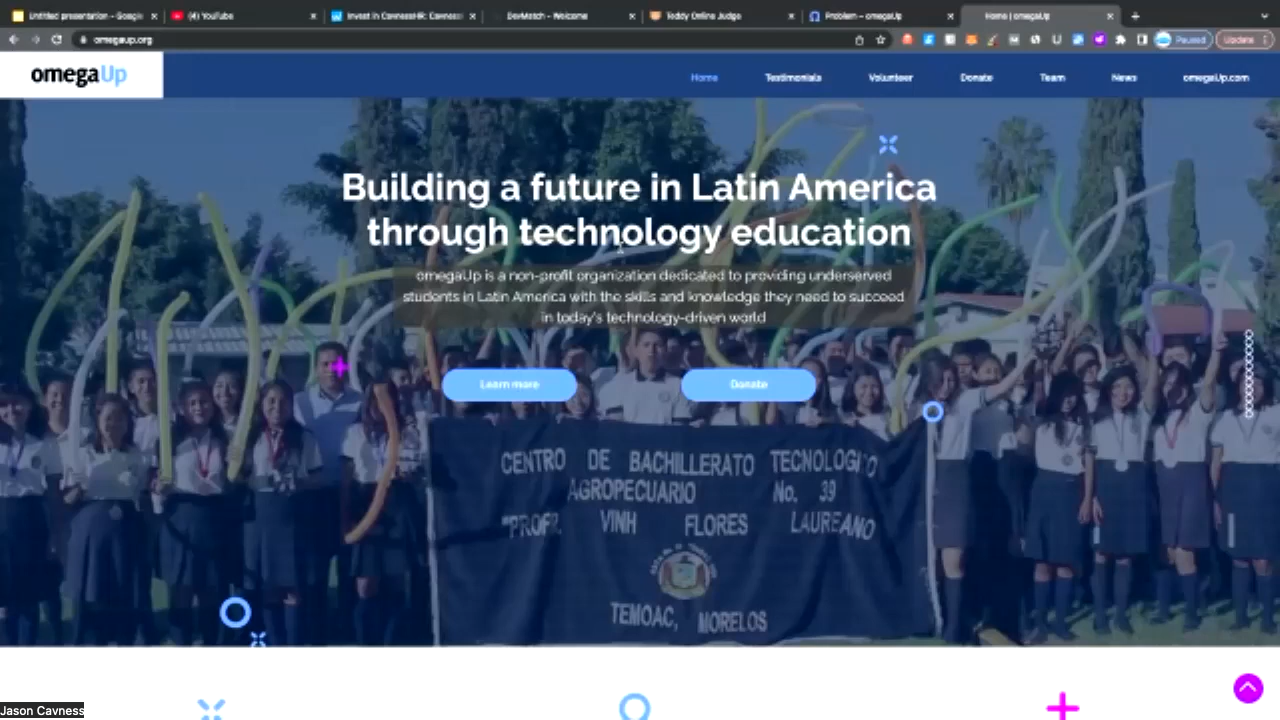 Untitled presentation - Google
(4) YouTube
Invest in CavnessHR: Cavness
DevMatch - Welcome
Teddy Online Judge
Problem - omegaUp
Home | omegaUp
omegaup.org
Paused
Update
omegaUp
Home
Testimonials
Volunteer
Donate
Team
News
omegaUp.com
Building a future in Latin America
through technology education
omegaUp is a non-profit organization dedicated to providing underserved
students in Latin America with the skills and knowledge they need to succeed
in today's technology-driven world
Learn more
Donate
CENTRO DE BACHILLERATO TECNOLOGICO
AGROPECUARIO No. 39
"PROFR. VINH FLORES LAUREANO
TEMOAC, MORELOS
Jason Cavness